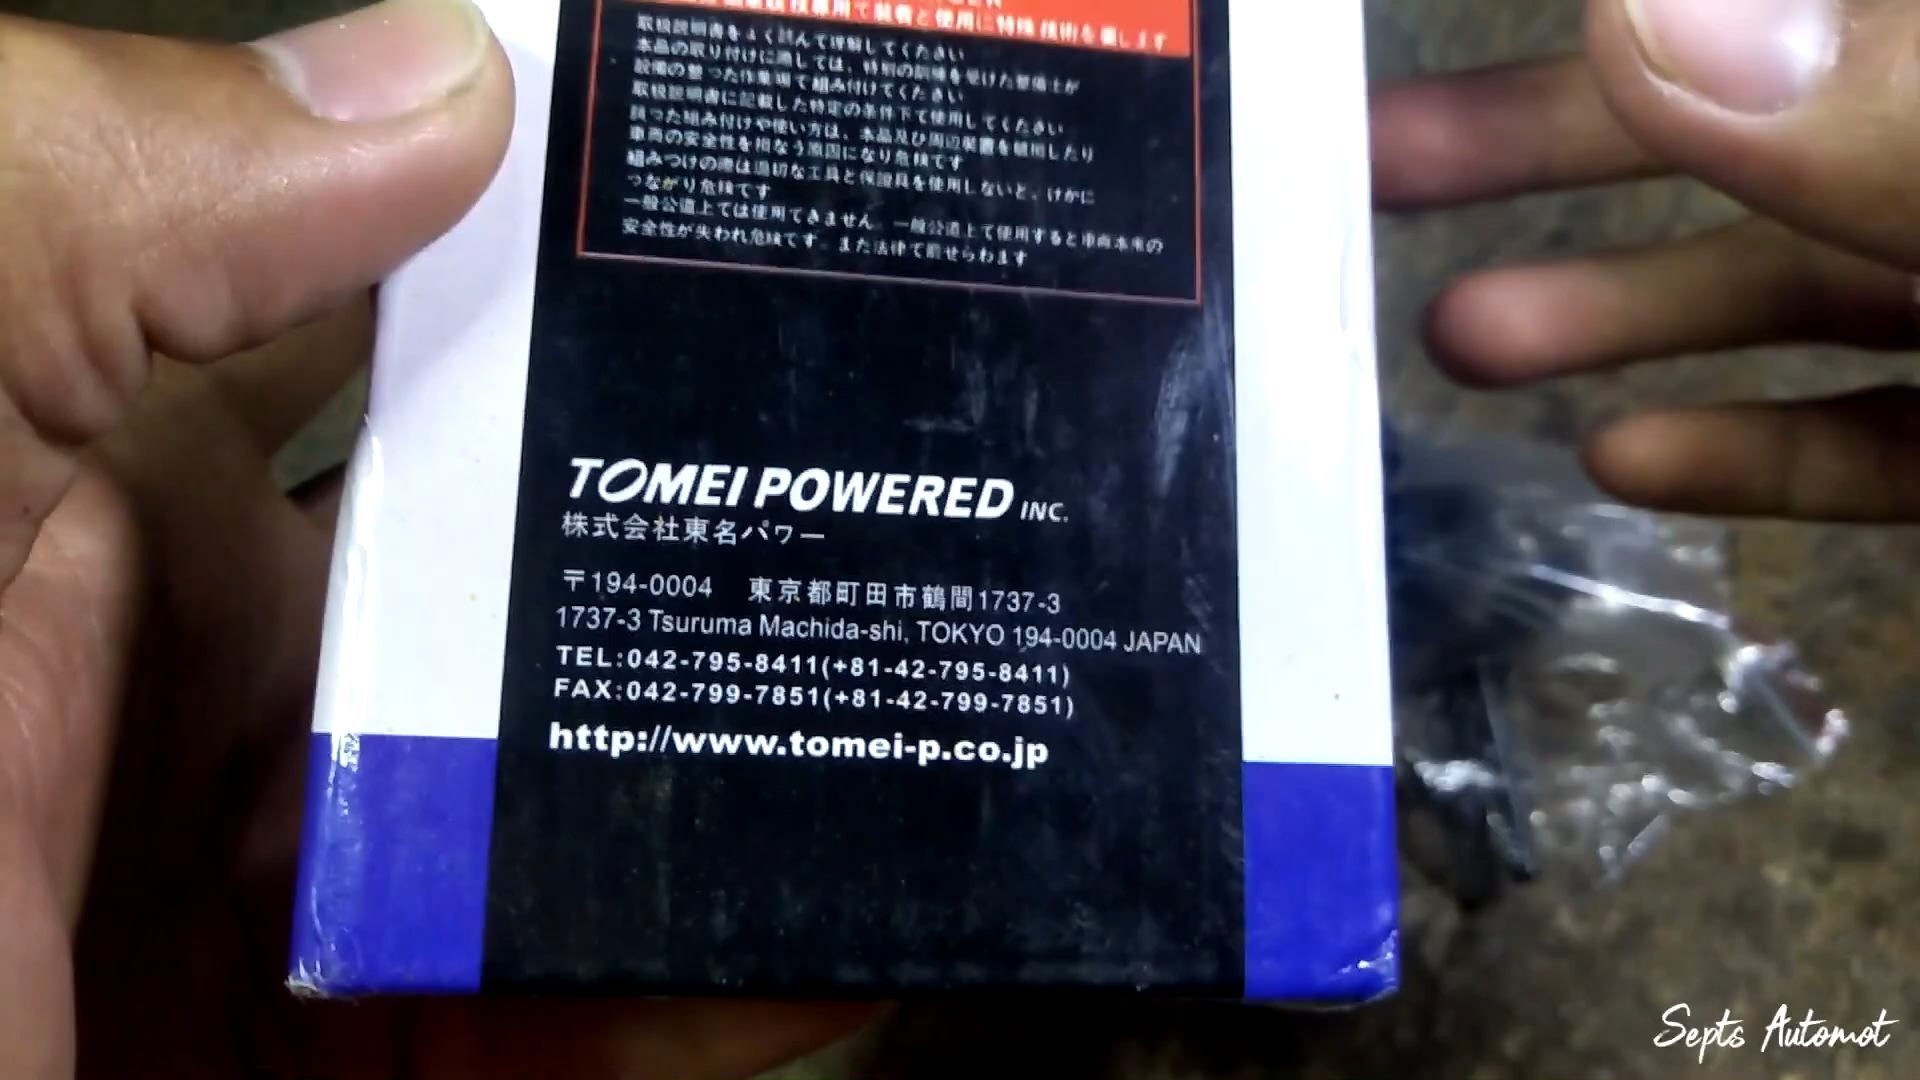 取扱説明書をよく読んで理解してください
本品の取り付けに際しては、特別の訓練を受けた整備士が
設備の整った作業場で組み付けてください
取扱説明書に記載した特定の条件下で使用してください
誤った組み付けや使い方は、本品及び周辺装置を破損したり
車両の安全性を損なう原因になり危険です
組みつけの際は適切な工具と保護具を使用しないと、けがに
つながり危険です
一般公道上では使用できません。一般公道上で使用すると車両本来の
安全性が失われ危険です。また法律で罰せられます
TOMEI POWERED INC.
株式会社東名パワー
〒194-0004 東京都町田市鶴間1737-3
1737-3 Tsuruma Machida-shi, TOKYO 194-0004 JAPAN
TEL:042-795-8411(+81-42-795-8411)
FAX:042-799-7851(+81-42-799-7851)
http://www.tomei-p.co.jp
Septs Automot